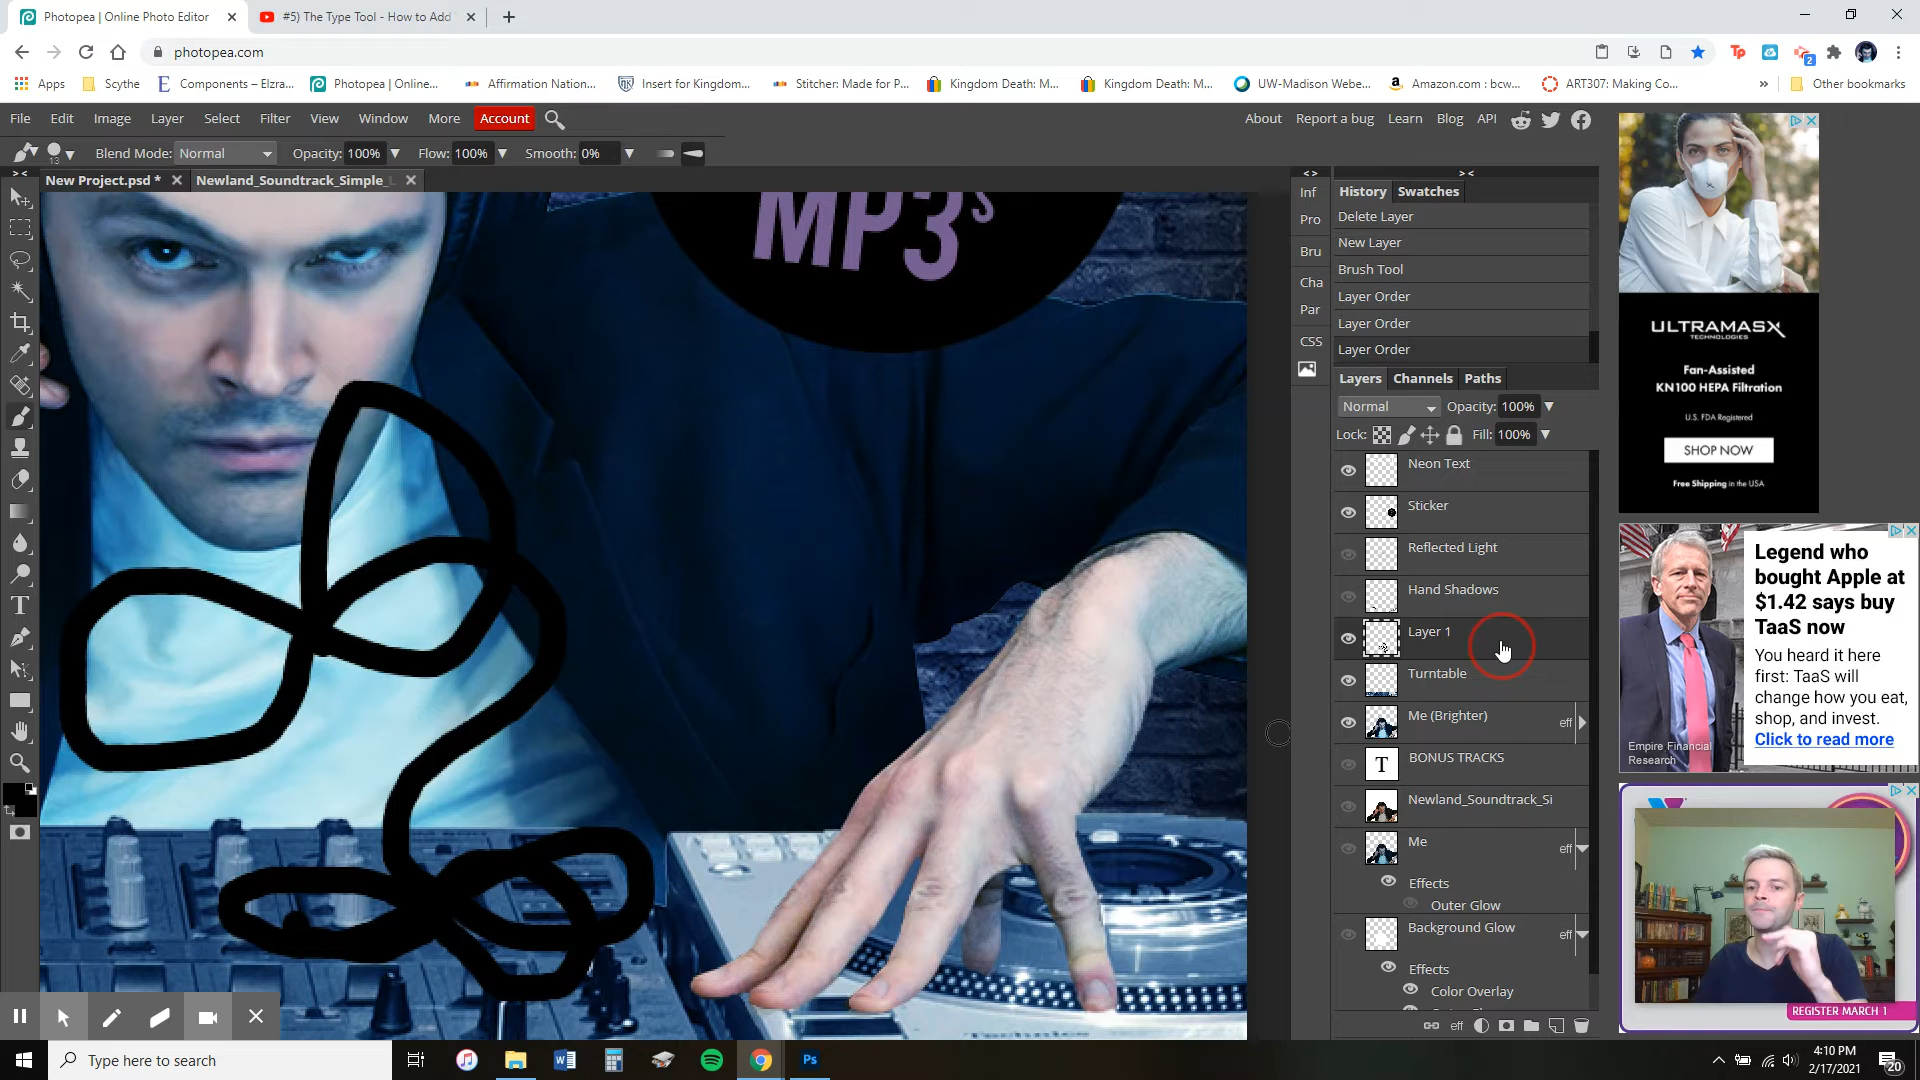 Photopea | Online Photo Editor
#5) The Type Tool - How to Add
photopea.com
2
Apps
Scythe
Components – Elzra...
Photopea | Online...
Affirmation Nation...
Insert for Kingdom...
Stitcher: Made for P...
Kingdom Death: M...
Kingdom Death: M...
UW-Madison Webe...
Amazon.com : bcw...
ART307: Making Co...
Other bookmarks
File Edit Image Layer Select Filter View Window More Account
About Report a bug Learn Blog API
13 Blend Mode: Normal Opacity: 100% Flow: 100% Smooth: 0%
New Project.psd *
Newland_Soundtrack_Simple_
MP3s
Inf
Pro
Bru
Cha
Par
CSS
History Swatches
Delete Layer
New Layer
Brush Tool
Layer Order
Layer Order
Layer Order
Layers Channels Paths
Normal Opacity: 100%
Lock: Fill: 100%
Neon Text
Sticker
Reflected Light
Hand Shadows
Layer 1
Turntable
Me (Brighter) eff
BONUS TRACKS
Newland_Soundtrack_Si
Me eff
Effects
Outer Glow
Background Glow eff
Effects
Color Overlay
eff
ULTRAMASX
TECHNOLOGIES
Fan-Assisted
KN100 HEPA Filtration
U.S. FDA Registered
SHOP NOW
Free Shipping in the USA
Legend who
bought Apple at
$1.42 says buy
TaaS now
You heard it here
first: TaaS will
change how you eat,
shop, and invest.
Click to read more
Empire Financial
Research
REGISTER MARCH 1
Type here to search
W
Ps
4:10 PM
2/17/2021
20